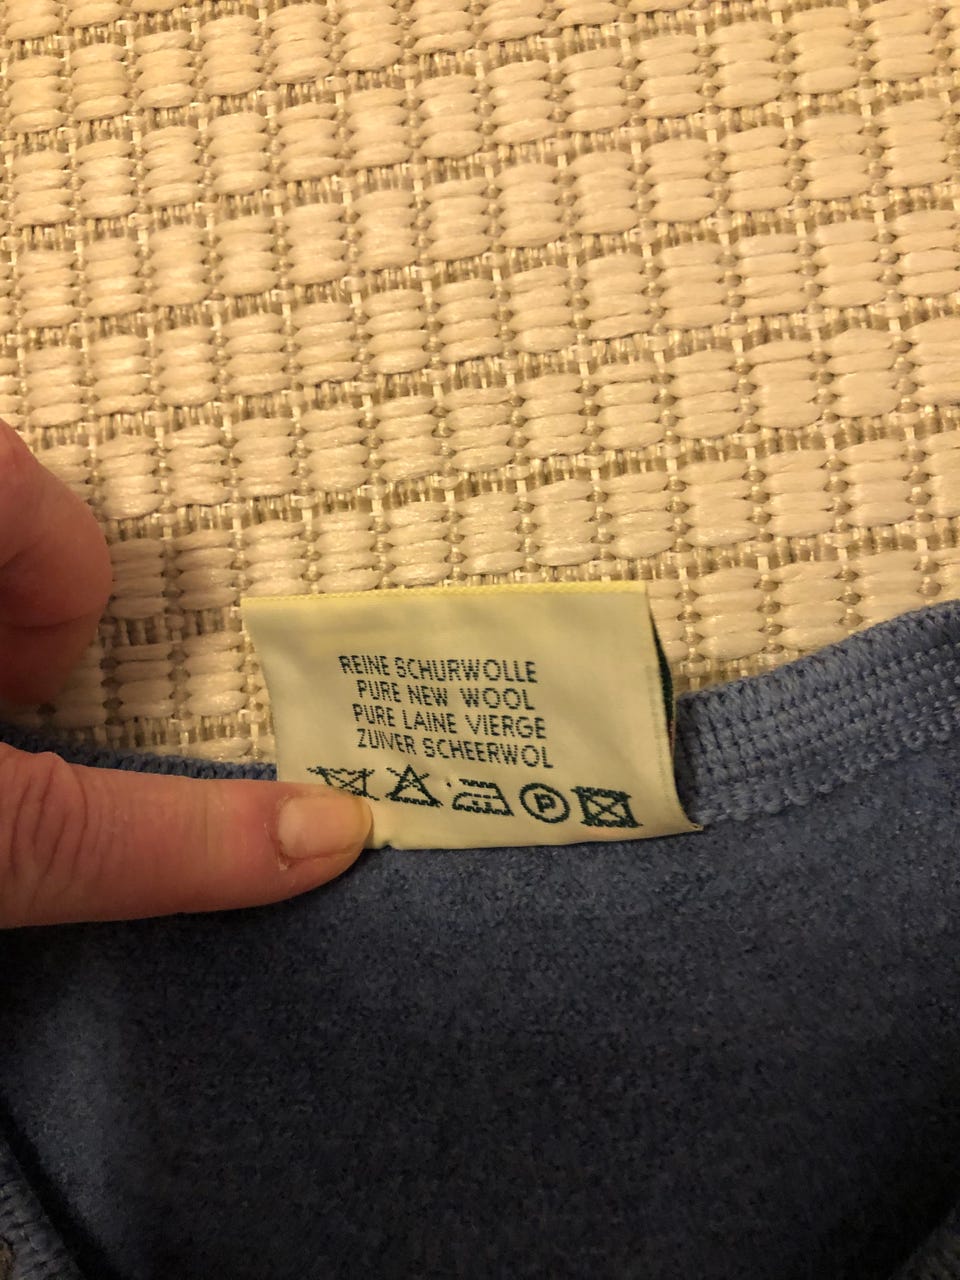 REINE SCHURWOLLE
PURE NEW WOOL
PURE LAINE VIERGE
ZUIVER SCHEERWOL
P